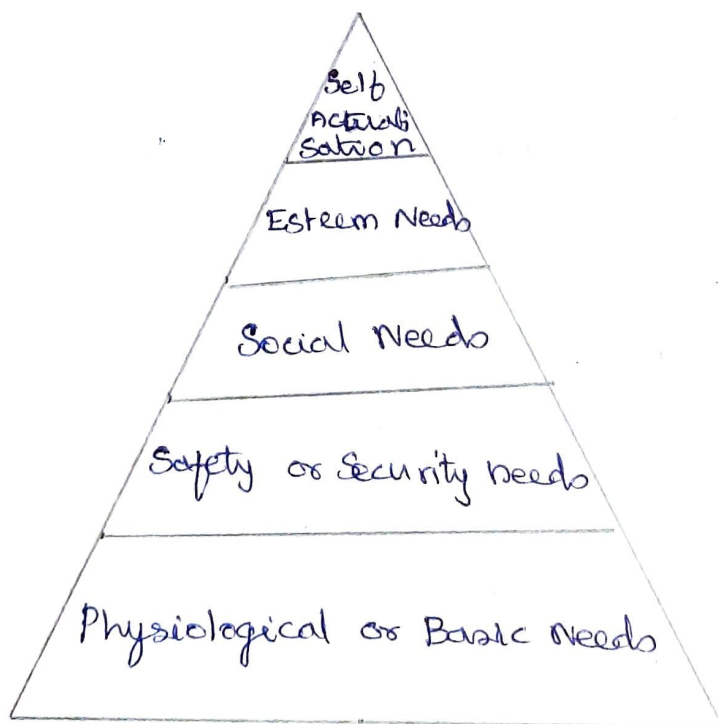 Self
Actuali
sation
Esteem Needs
Social Needs
Safety or Security needs
Physiological or Basic Needs